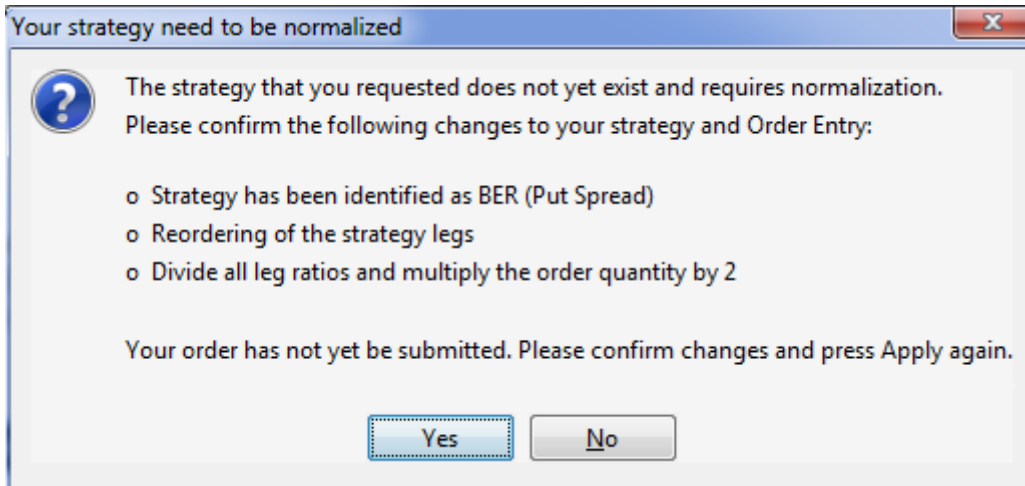 Your strategy need to be normalized
The strategy that you requested does not yet exist and requires normalization.
Please confirm the following changes to your strategy and Order Entry:
o Strategy has been identified as BER (Put Spread)
o Reordering of the strategy legs
o Divide all leg ratios and multiply the order quantity by 2
Your order has not yet be submitted. Please confirm changes and press Apply again.
Yes
No